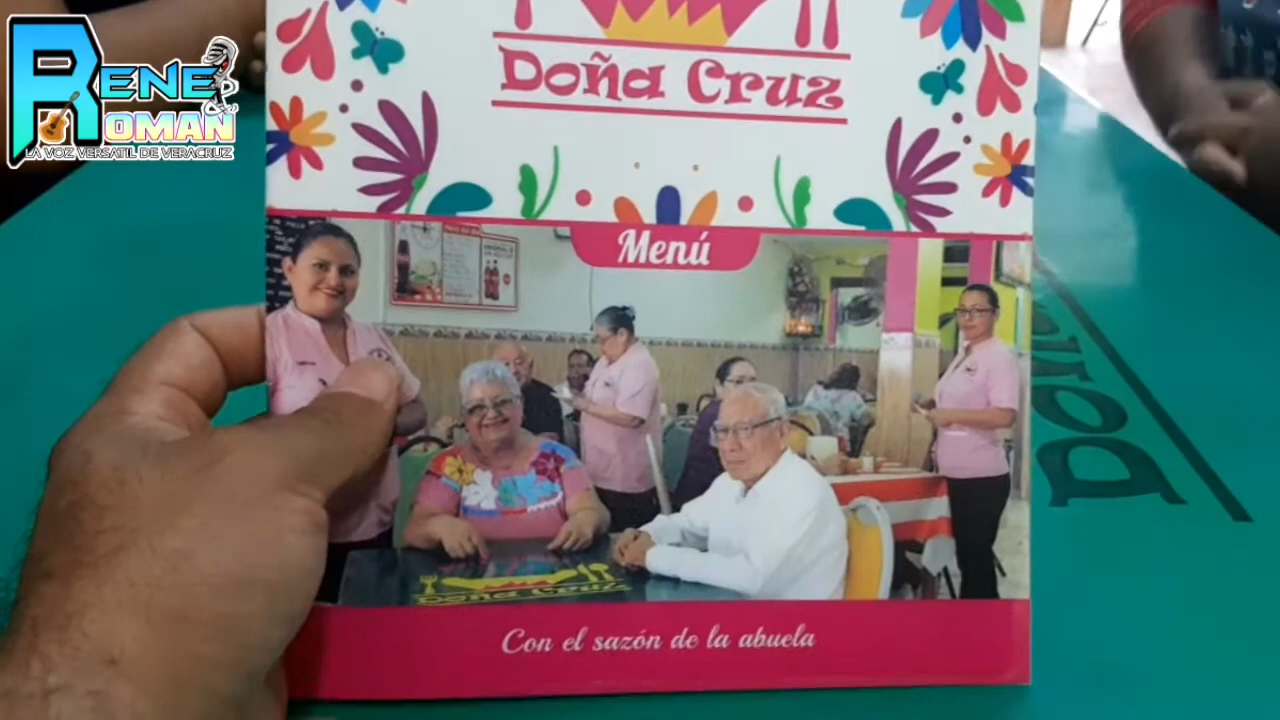 RENE
ROMAN
LA VOZ VERSATIL DE VERACRUZ
Doña Cruz
Menú
Doña Cruz
Con el sazón de la abuela